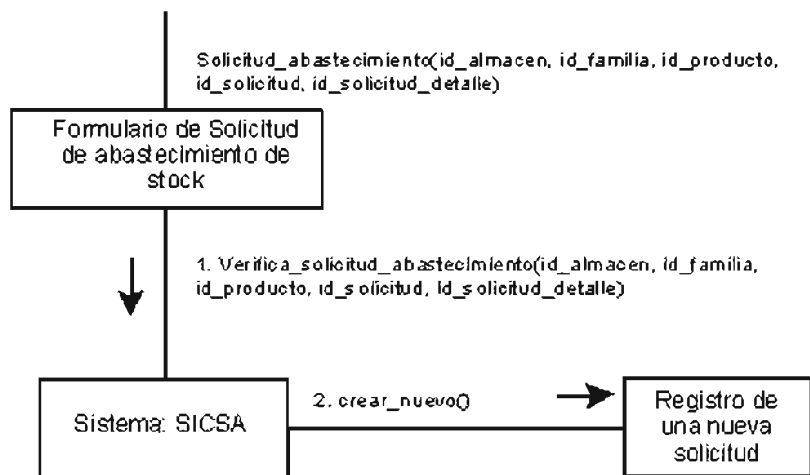 Solicitud_abastecimiento(id_almacen, id_familia, id_producto,
id_solicitud, id_solicitud_detalle)
Formulario de Solicitud
de abastecimiento de
stock
1. Verifica_solicitud_abastecimiento(id_almacen, id_familia,
id_producto, id_solicitud, id_solicitud_detalle)
2. crear_nuevo()
Sistema: SICSA
Registro de
una nueva
solicitud